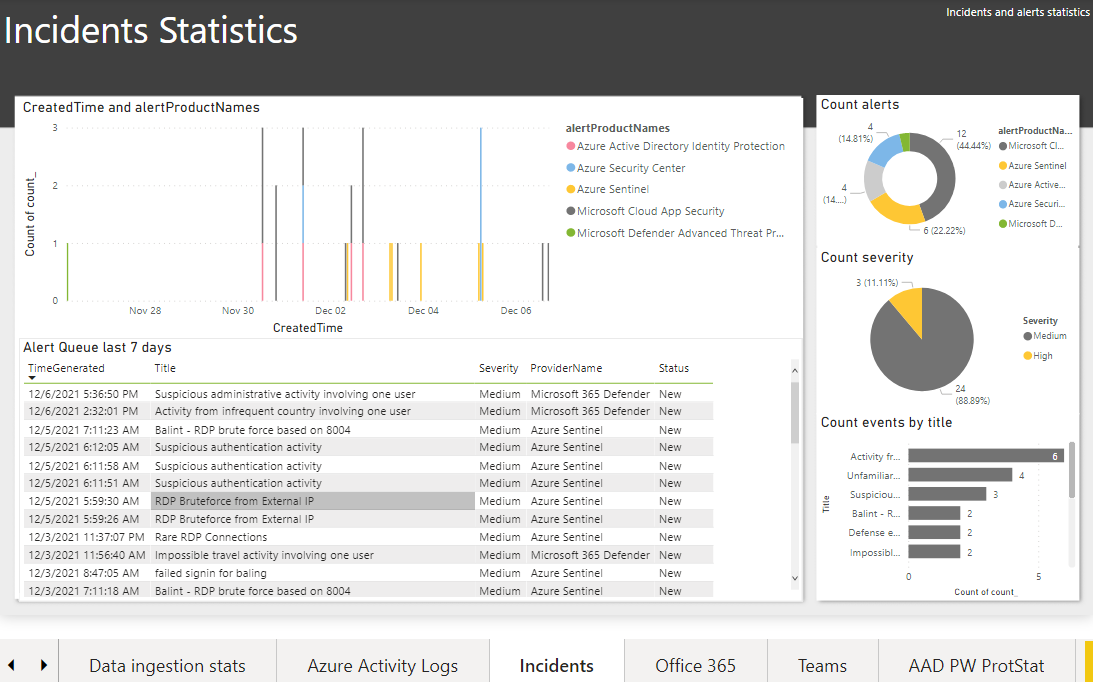 Incidents Statistics
Incidents and alerts statistics
CreatedTime and alertProductNames
3
2
1
0
Count of count_
Nov 28 Nov 30 Dec 02 Dec 04 Dec 06
CreatedTime
alertProductNames
Azure Active Directory Identity Protection
Azure Security Center
Azure Sentinel
Microsoft Cloud App Security
Microsoft Defender Advanced Threat Pr...
Alert Queue last 7 days
TimeGenerated Title Severity ProviderName Status
12/6/2021 5:36:50 PM Suspicious administrative activity involving one user Medium Microsoft 365 Defender New
12/6/2021 2:32:01 PM Activity from infrequent country involving one user Medium Microsoft 365 Defender New
12/5/2021 7:11:23 AM Balint - RDP brute force based on 8004 Medium Azure Sentinel New
12/5/2021 6:12:05 AM Suspicious authentication activity Medium Azure Sentinel New
12/5/2021 6:11:58 AM Suspicious authentication activity Medium Azure Sentinel New
12/5/2021 6:11:51 AM Suspicious authentication activity Medium Azure Sentinel New
12/5/2021 5:59:30 AM RDP Bruteforce from External IP Medium Azure Sentinel New
12/5/2021 5:59:26 AM RDP Bruteforce from External IP Medium Azure Sentinel New
12/3/2021 11:37:07 PM Rare RDP Connections Medium Azure Sentinel New
12/3/2021 11:56:40 AM Impossible travel activity involving one user Medium Microsoft 365 Defender New
12/3/2021 8:47:05 AM failed signin for baling Medium Azure Sentinel New
12/3/2021 7:11:18 AM Balint - RDP brute force based on 8004 Medium Azure Sentinel New
Count alerts
4
(14.81%)
12
(44.44%)
4
(14....)
6 (22.22%)
alertProductNa...
Microsoft Cl...
Azure Sentinel
Azure Active...
Azure Securi...
Microsoft D...
Count severity
3 (11.11%)
24
(88.89%)
Severity
Medium
High
Count events by title
Title
Activity fr... 6
Unfamiliar... 4
Suspiciou... 3
Balint - R... 2
Defense e... 2
Impossibl... 2
0 5
Count of count_
Data ingestion stats
Azure Activity Logs
Incidents
Office 365
Teams
AAD PW ProtStat